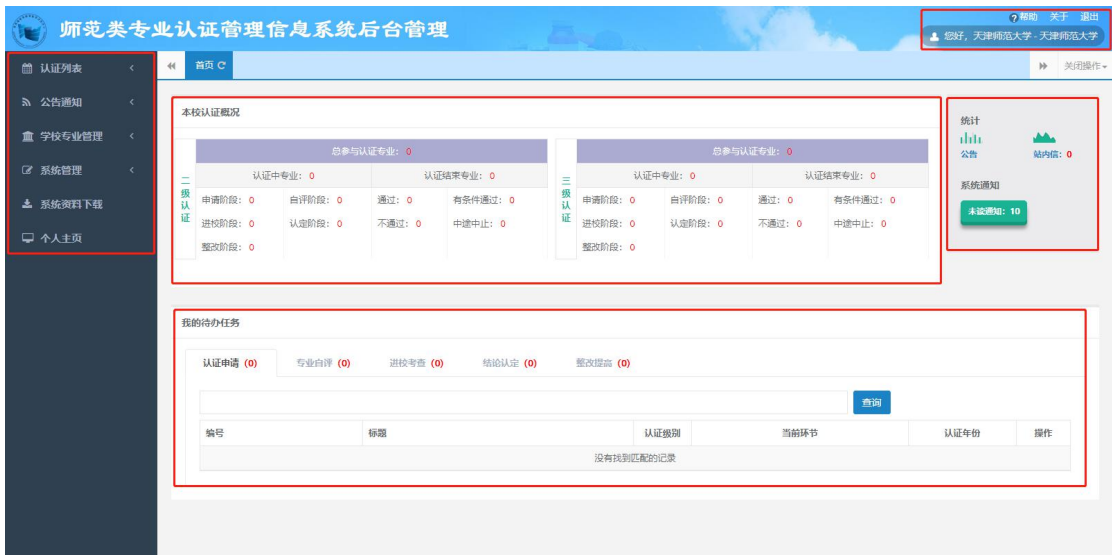 师范类专业认证管理信息系统后台管理
帮助 关于 退出
您好，天津师范大学-天津师范大学
认证列表
公告通知
学校专业管理
系统管理
系统资料下载
个人主页
首页
关闭操作
本校认证概况
二级认证
总参与认证专业：0
认证中专业：0 认证结束专业：0
申请阶段：0 自评阶段：0 通过：0 有条件通过：0
进校阶段：0 认定阶段：0 不通过：0 中途中止：0
整改阶段：0
三级认证
总参与认证专业：0
认证中专业：0 认证结束专业：0
申请阶段：0 自评阶段：0 通过：0 有条件通过：0
进校阶段：0 认定阶段：0 不通过：0 中途中止：0
整改阶段：0
统计
公告 站内信：0
系统通知
未读通知：10
我的待办任务
认证申请 (0) 专业自评 (0) 进校考查 (0) 结论认定 (0) 整改提高 (0)
查询
编号 标题 认证级别 当前环节 认证年份 操作
没有找到匹配的记录